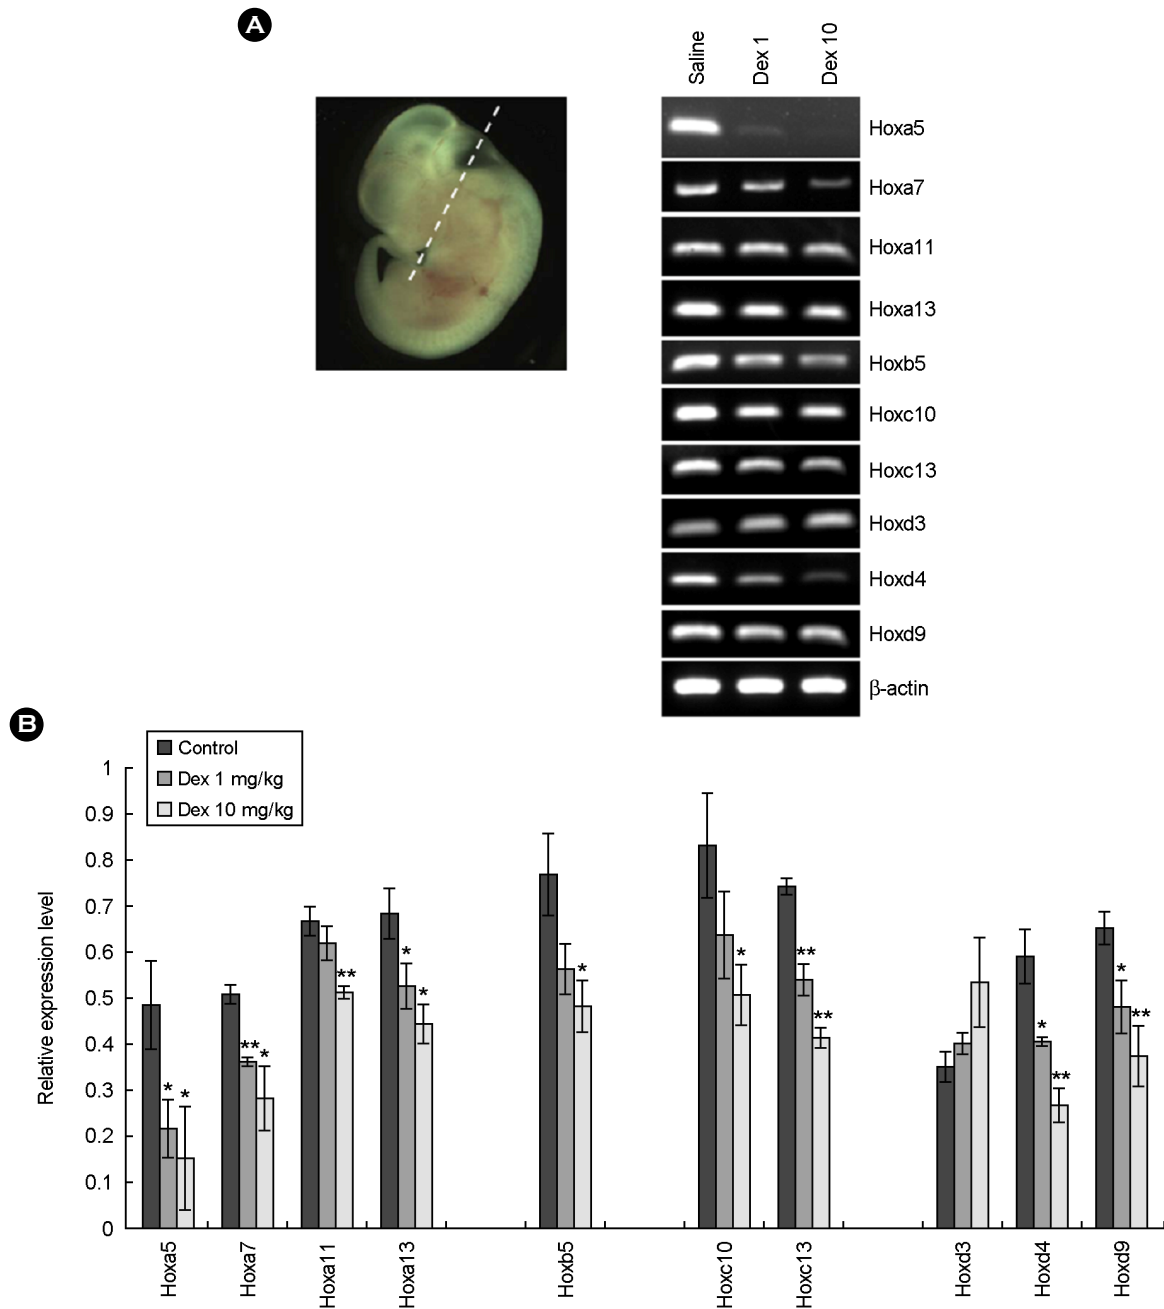 A
Saline
Dex 1
Dex 10
Hoxa5
Hoxa7
Hoxa11
Hoxa13
Hoxb5
Hoxc10
Hoxc13
Hoxd3
Hoxd4
Hoxd9
β-actin
B
Control
Dex 1 mg/kg
Dex 10 mg/kg
Relative expression level
1
0.9
0.8
0.7
0.6
0.5
0.4
0.3
0.2
0.1
0
* *
** *
**
* *
*
*
** **
* **
* **
Hoxa5
Hoxa7
Hoxa11
Hoxa13
Hoxb5
Hoxc10
Hoxc13
Hoxd3
Hoxd4
Hoxd9